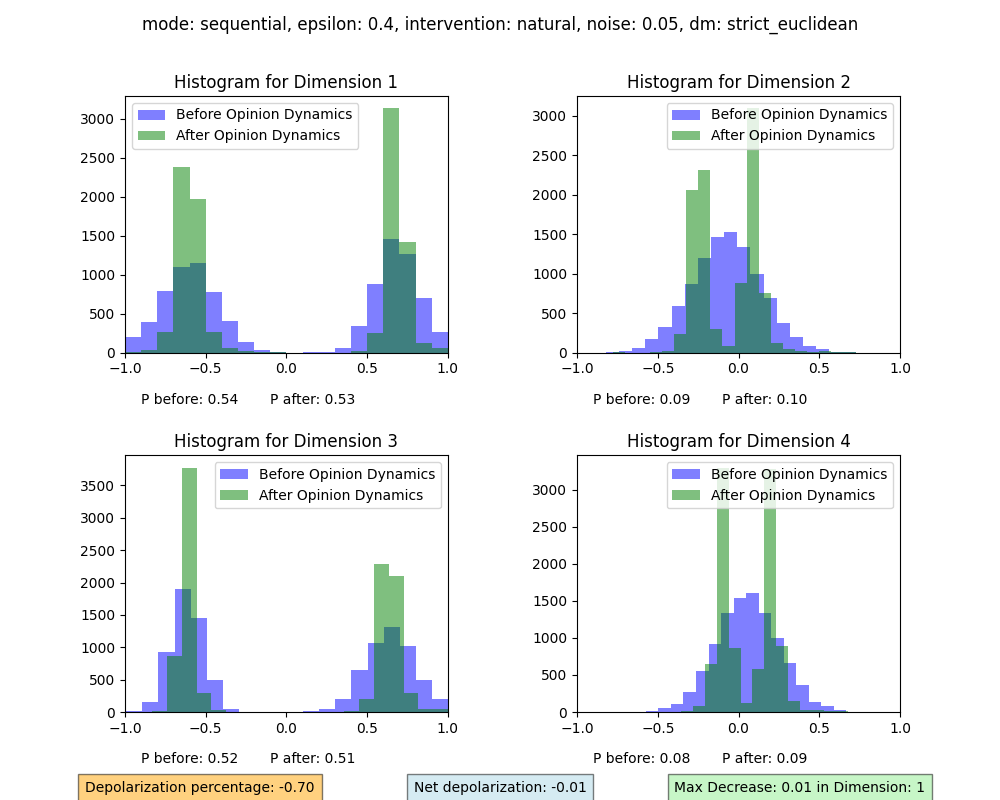 mode: sequential, epsilon: 0.4, intervention: natural, noise: 0.05, dm: strict_euclidean
Histogram for Dimension 1
Before Opinion Dynamics
After Opinion Dynamics
3000
2500
2000
1500
1000
500
0
−1.0 −0.5 0.0 0.5 1.0
P before: 0.54 P after: 0.53
Histogram for Dimension 2
Before Opinion Dynamics
After Opinion Dynamics
3000
2500
2000
1500
1000
500
0
−1.0 −0.5 0.0 0.5 1.0
P before: 0.09 P after: 0.10
Histogram for Dimension 3
Before Opinion Dynamics
After Opinion Dynamics
3500
3000
2500
2000
1500
1000
500
0
−1.0 −0.5 0.0 0.5 1.0
P before: 0.52 P after: 0.51
Histogram for Dimension 4
Before Opinion Dynamics
After Opinion Dynamics
3000
2500
2000
1500
1000
500
0
−1.0 −0.5 0.0 0.5 1.0
P before: 0.08 P after: 0.09
Depolarization percentage: -0.70
Net depolarization: -0.01
Max Decrease: 0.01 in Dimension: 1